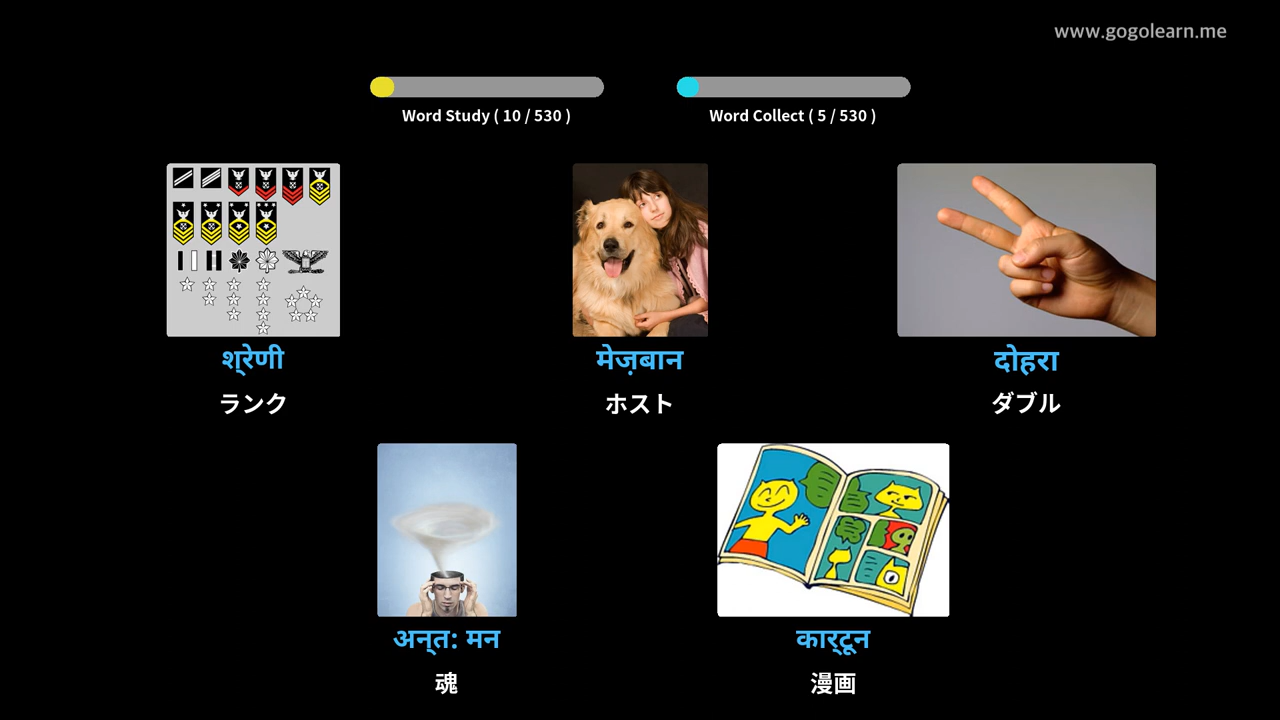 www.gogolearn.me
Word Study ( 10 / 530 )
Word Collect ( 5 / 530 )
श्रेणी
मेज़बान
दोहरा
ランク
ホスト
ダブル
अन्त: मन
कार्टून
魂
漫画